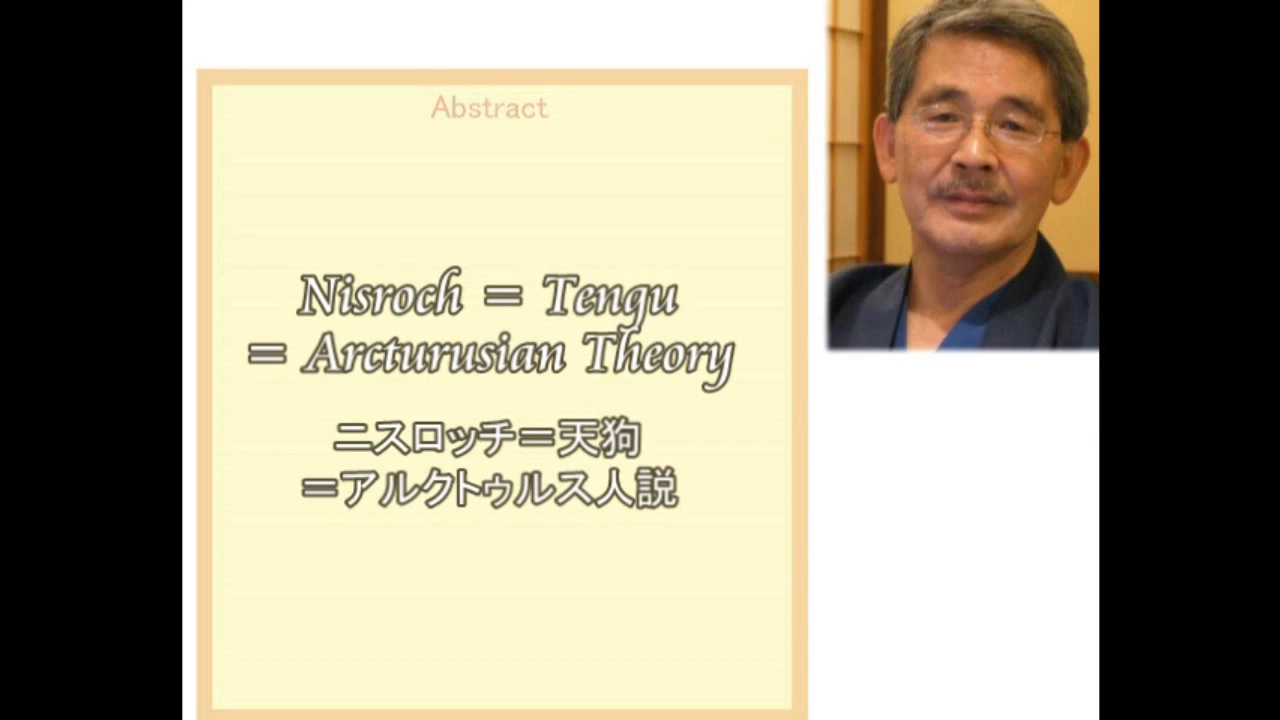 Abstract
Nisroch = Tengu
= Arcturusian Theory
ニスロッチ＝天狗
＝アルクトゥルス人説